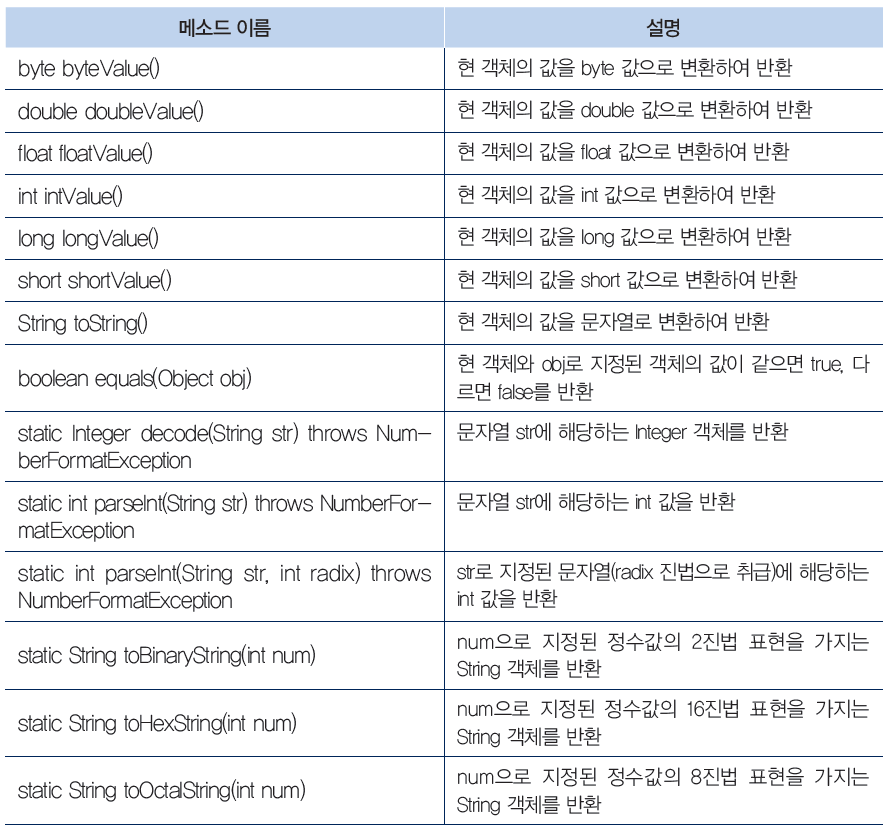 메소드 이름 설명
byte byteValue() 현 객체의 값을 byte 값으로 변환하여 반환
double doubleValue() 현 객체의 값을 double 값으로 변환하여 반환
float floatValue() 현 객체의 값을 float 값으로 변환하여 반환
int intValue() 현 객체의 값을 int 값으로 변환하여 반환
long longValue() 현 객체의 값을 long 값으로 변환하여 반환
short shortValue() 현 객체의 값을 short 값으로 변환하여 반환
String toString() 현 객체의 값을 문자열로 변환하여 반환
boolean equals(Object obj) 현 객체와 obj로 지정된 객체의 값이 같으면 true, 다
르면 false를 반환
static Integer decode(String str) throws Num-
berFormatException
문자열 str에 해당하는 Integer 객체를 반환
static int parseInt(String str) throws NumberFor-
matException
문자열 str에 해당하는 int 값을 반환
static int parseInt(String str, int radix) throws
NumberFormatException
str로 지정된 문자열(radix 진법으로 취급)에 해당하는
int 값을 반환
static String toBinaryString(int num)
num으로 지정된 정수값의 2진법 표현을 가지는
String 객체를 반환
static String toHexString(int num)
num으로 지정된 정수값의 16진법 표현을 가지는
String 객체를 반환
static String toOctalString(int num)
num으로 지정된 정수값의 8진법 표현을 가지는
String 객체를 반환